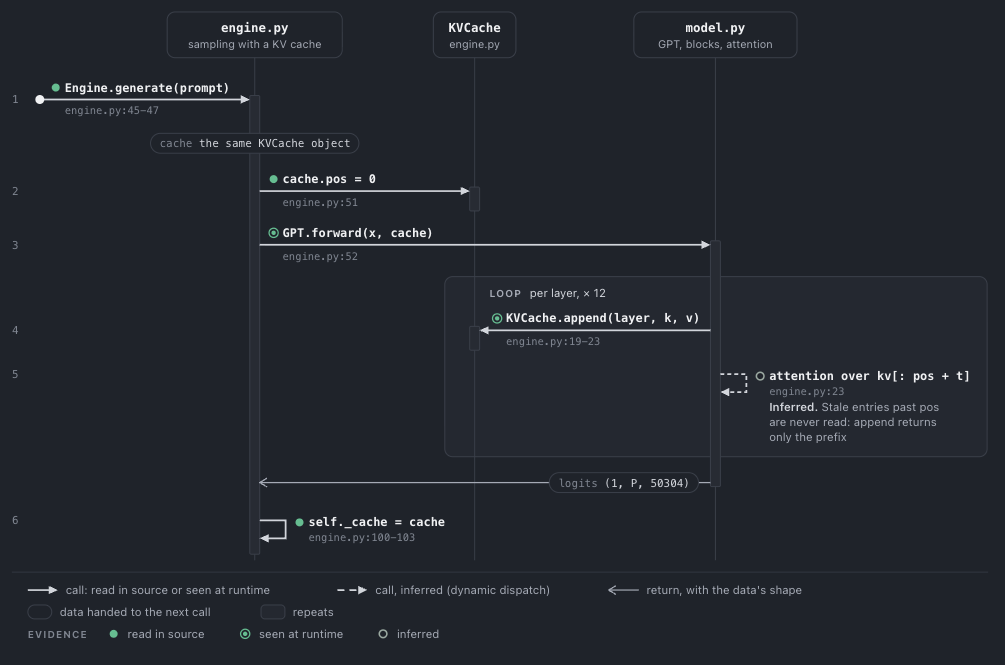 engine.py
sampling with a KV cache
KVCache
engine.py
model.py
GPT, blocks, attention
1
Engine.generate(prompt)
engine.py:45–47
cache the same KVCache object
2
cache.pos = 0
engine.py:51
3
GPT.forward(x, cache)
engine.py:52
LOOP per layer, × 12
4
KVCache.append(layer, k, v)
engine.py:19–23
5
attention over kv[: pos + t]
engine.py:23
Inferred. Stale entries past pos
are never read: append returns
only the prefix
logits (1, P, 50304)
6
self._cache = cache
engine.py:100–103
call: read in source or seen at runtime
call, inferred (dynamic dispatch)
return, with the data's shape
data handed to the next call
repeats
EVIDENCE
read in source
seen at runtime
inferred